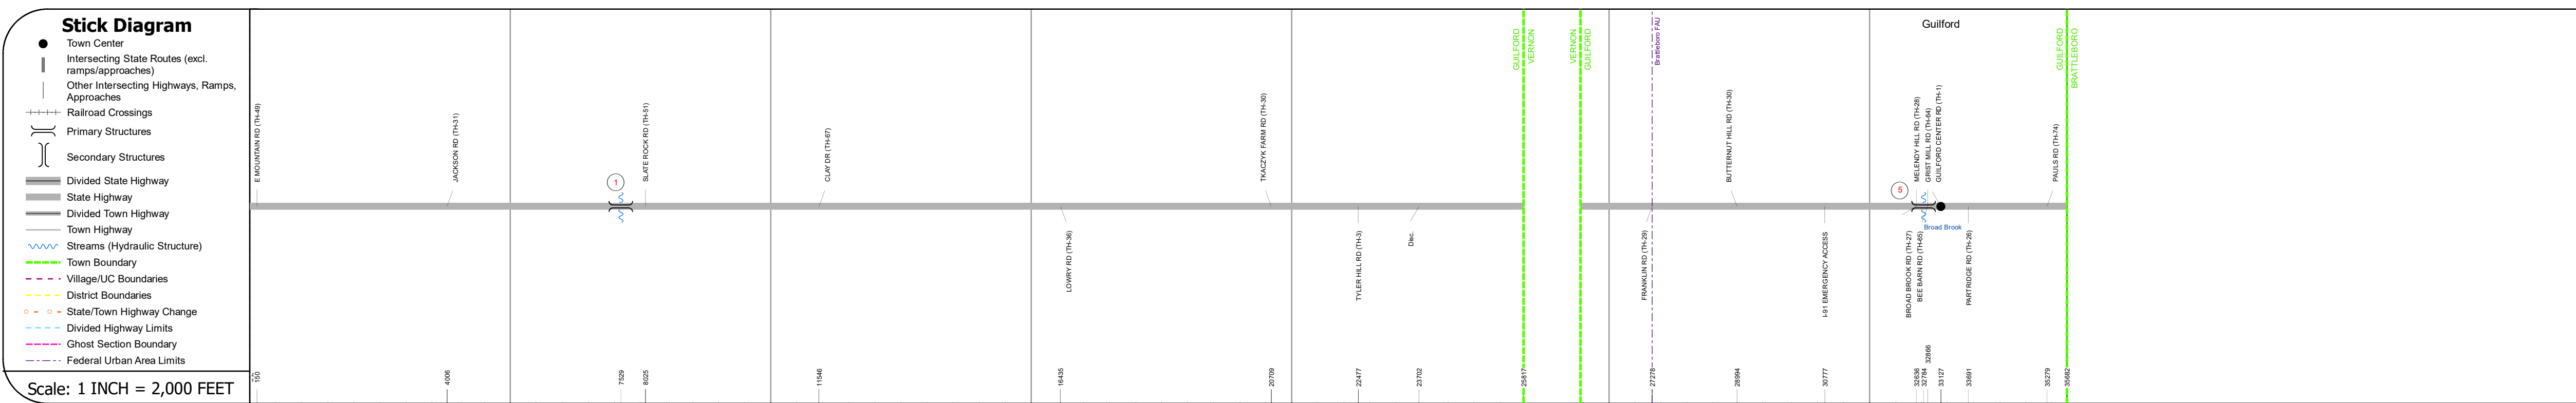 Stick Diagram
Town Center
Intersecting State Routes (excl.
ramps/approaches)
Other Intersecting Highways, Ramps,
Approaches
Railroad Crossings
Primary Structures
Secondary Structures
Divided State Highway
State Highway
Divided Town Highway
Town Highway
Streams (Hydraulic Structure)
Town Boundary
Village/UC Boundaries
District Boundaries
State/Town Highway Change
Divided Highway Limits
Ghost Section Boundary
Federal Urban Area Limits
Scale: 1 INCH = 2,000 FEET
E MOUNTAIN RD (TH-49)
JACKSON RD (TH-31)
1
SLATE ROCK RD (TH-51)
CLAY DR (TH-67)
LOWRY RD (TH-36)
TKACZYK FARM RD (TH-30)
TYLER HILL RD (TH-3)
Disc.
GUILFORD
VERNON
VERNON
GUILFORD
FRANKLIN RD (TH-29)
Brattleboro FAU
BUTTERNUT HILL RD (TH-30)
I-91 EMERGENCY ACCESS
Guilford
5
MELENDY HILL RD (TH-28)
GRIST MILL RD (TH-64)
GUILFORD CENTER RD (TH-1)
BROAD BROOK RD (TH-27)
BEE BARN RD (TH-65)
Broad Brook
PARTRIDGE RD (TH-26)
PAULS RD (TH-74)
GUILFORD
BRATTLEBORO
150
4006
7529
8025
11546
16435
20709
22477
23702
25817
27278
28994
30777
32636
32784
32866
33127
33691
35279
35682